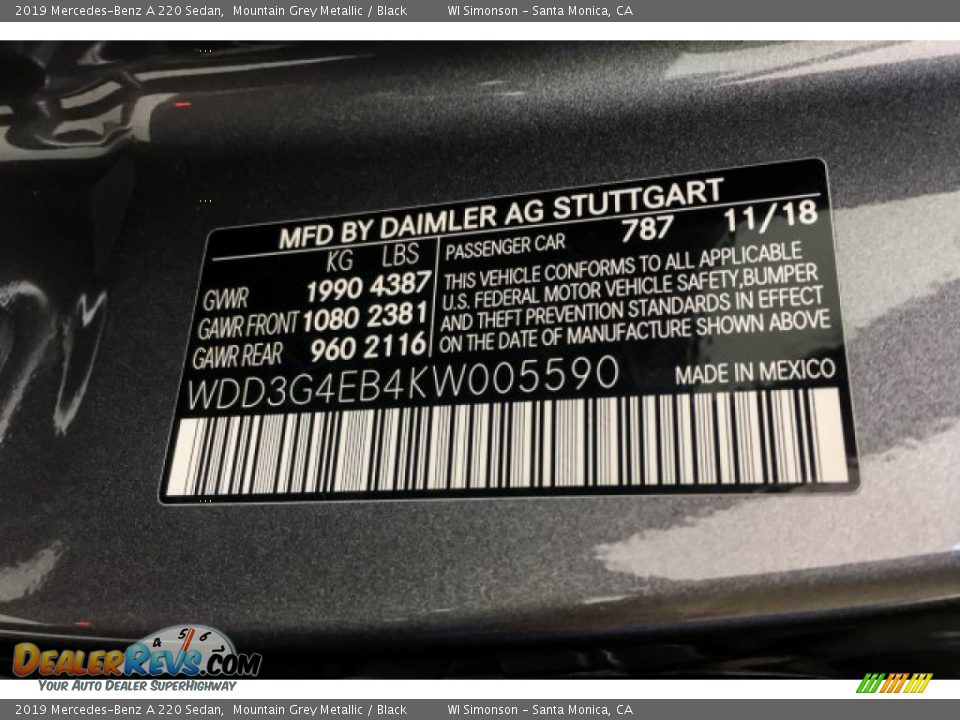 2019 Mercedes-Benz A 220 Sedan, Mountain Grey Metallic / Black WI Simonson - Santa Monica, CA
MFD BY DAIMLER AG STUTTGART
KG LBS
GVWR 1990 4387
GAWR FRONT 1080 2381
GAWR REAR 960 2116
PASSENGER CAR 787 11/18
THIS VEHICLE CONFORMS TO ALL APPLICABLE
U.S. FEDERAL MOTOR VEHICLE SAFETY,BUMPER
AND THEFT PREVENTION STANDARDS IN EFFECT
ON THE DATE OF MANUFACTURE SHOWN ABOVE
WDD3G4EB4KW005590 MADE IN MEXICO
4 5 6 7
DEALERREVS.COM
YOUR AUTO DEALER SUPERHIGHWAY
2019 Mercedes-Benz A 220 Sedan, Mountain Grey Metallic / Black WI Simonson - Santa Monica, CA